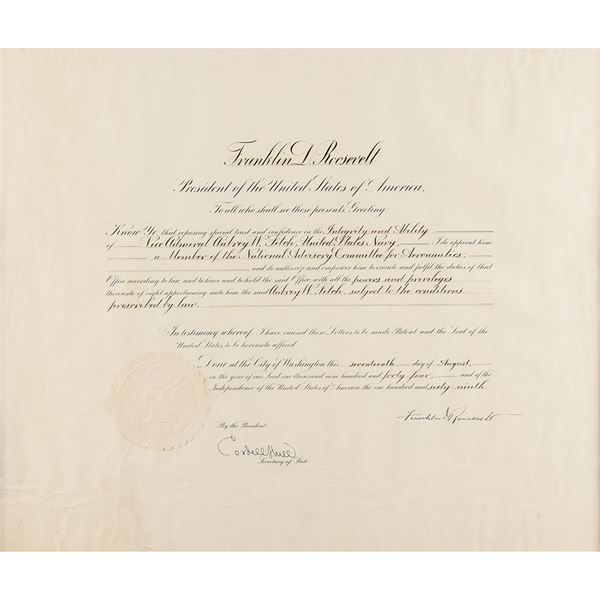 Franklin D. Roosevelt
President of the United States of America.
To all who shall see these presents, Greeting:
Know Ye, that reposing special trust and confidence in the Integrity and Ability
of Vice Admiral Aubrey W. Fitch, United States Navy I do appoint him
a Member of the National Advisory Committee for Aeronautics,
and do authorize and empower him to execute and fulfil the duties of that
Office according to law, and to have and to hold the said Office, with all the powers and privileges
thereunto of right appertaining unto him the said Aubrey W. Fitch, subject to the conditions
prescribed by law.
In testimony whereof, I have caused these Letters to be made Patent and the Seal of the
United States to be hereunto affixed.
Done at the City of Washington this seventeenth day of August,
in the year of our Lord one thousand nine hundred and forty four, and of the
Independence of the United States of America the one hundred and sixty ninth.
Franklin D Roosevelt
By the President:
Cordell Hull
Secretary of State.